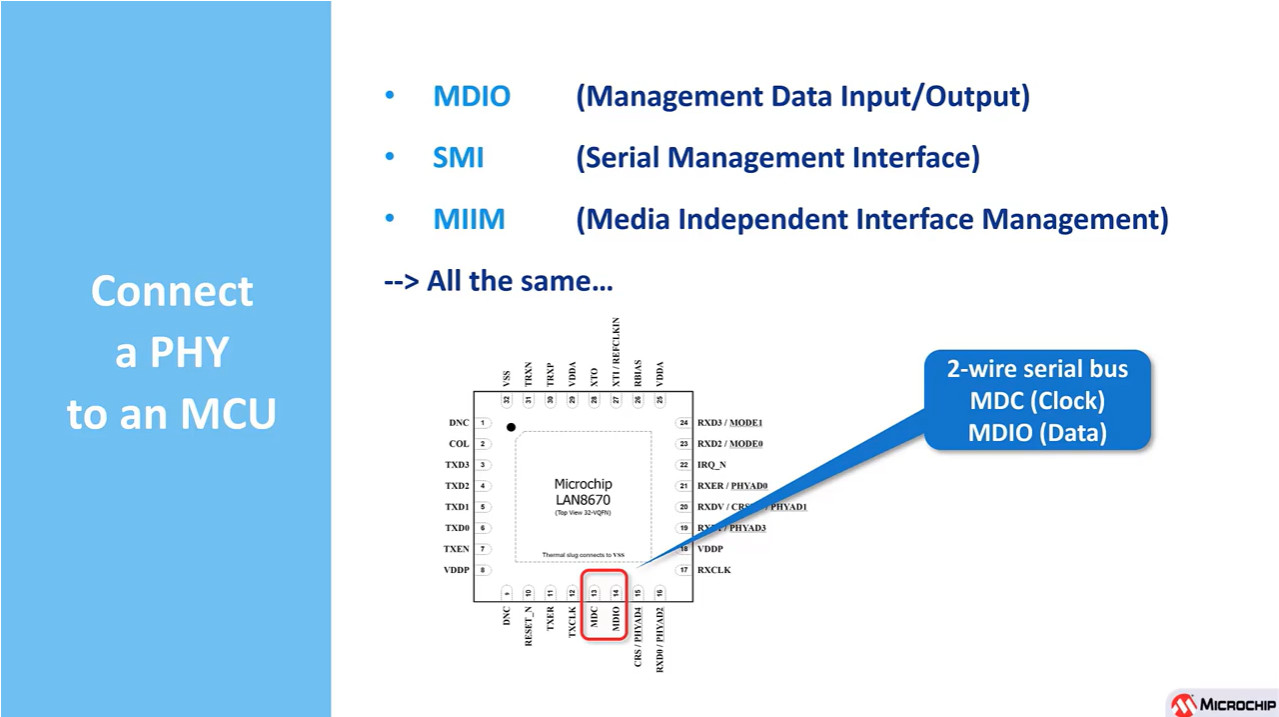 Connect
a PHY
to an MCU
• MDIO (Management Data Input/Output)
• SMI (Serial Management Interface)
• MIIM (Media Independent Interface Management)
--> All the same…
2-wire serial bus
MDC (Clock)
MDIO (Data)
VSS
TRXN
TRXP
VDDA
XTO
XTI / REFCLKIN
RBIAS
VDDA
32 31 30 29 28 27 26 25
DNC 1
COL 2
TXD3 3
TXD2 4
TXD1 5
TXD0 6
TXEN 7
VDDP 8
Microchip
LAN8670
(Top View 32-VQFN)
Thermal slug connects to VSS
24 RXD3 / MODE1
23 RXD2 / MODE0
22 IRQ_N
21 RXER / PHYAD0
20 RXDV / / PHYAD1
19 / PHYAD3
18 VDDP
17 RXCLK
9 10 11 12 13 14 15 16
DNC
RESET_N
TXER
TXCLK
MDC
MDIO
CRS / PHYAD4
RXD0 / PHYAD2
MICROCHIP